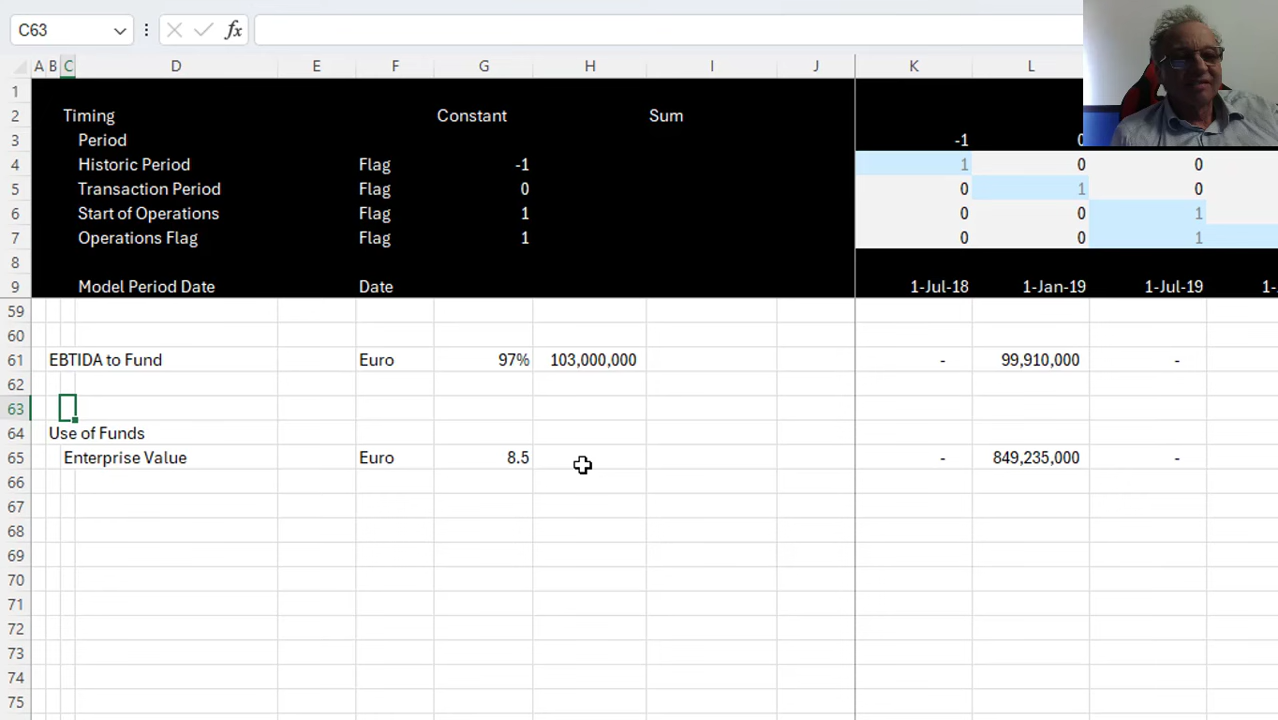 C63 fx
A B C D E F G H I J K L
1
2 Timing Constant Sum
3 Period -1 0
4 Historic Period Flag -1 1 0 0
5 Transaction Period Flag 0 0 1 0
6 Start of Operations Flag 1 0 0 1
7 Operations Flag Flag 1 0 0 1
8
9 Model Period Date Date 1-Jul-18 1-Jan-19 1-Jul-19 1-
59
60
61 EBTIDA to Fund Euro 97% 103,000,000 - 99,910,000 -
62
63
64 Use of Funds
65 Enterprise Value Euro 8.5 - 849,235,000 -
66
67
68
69
70
71
72
73
74
75